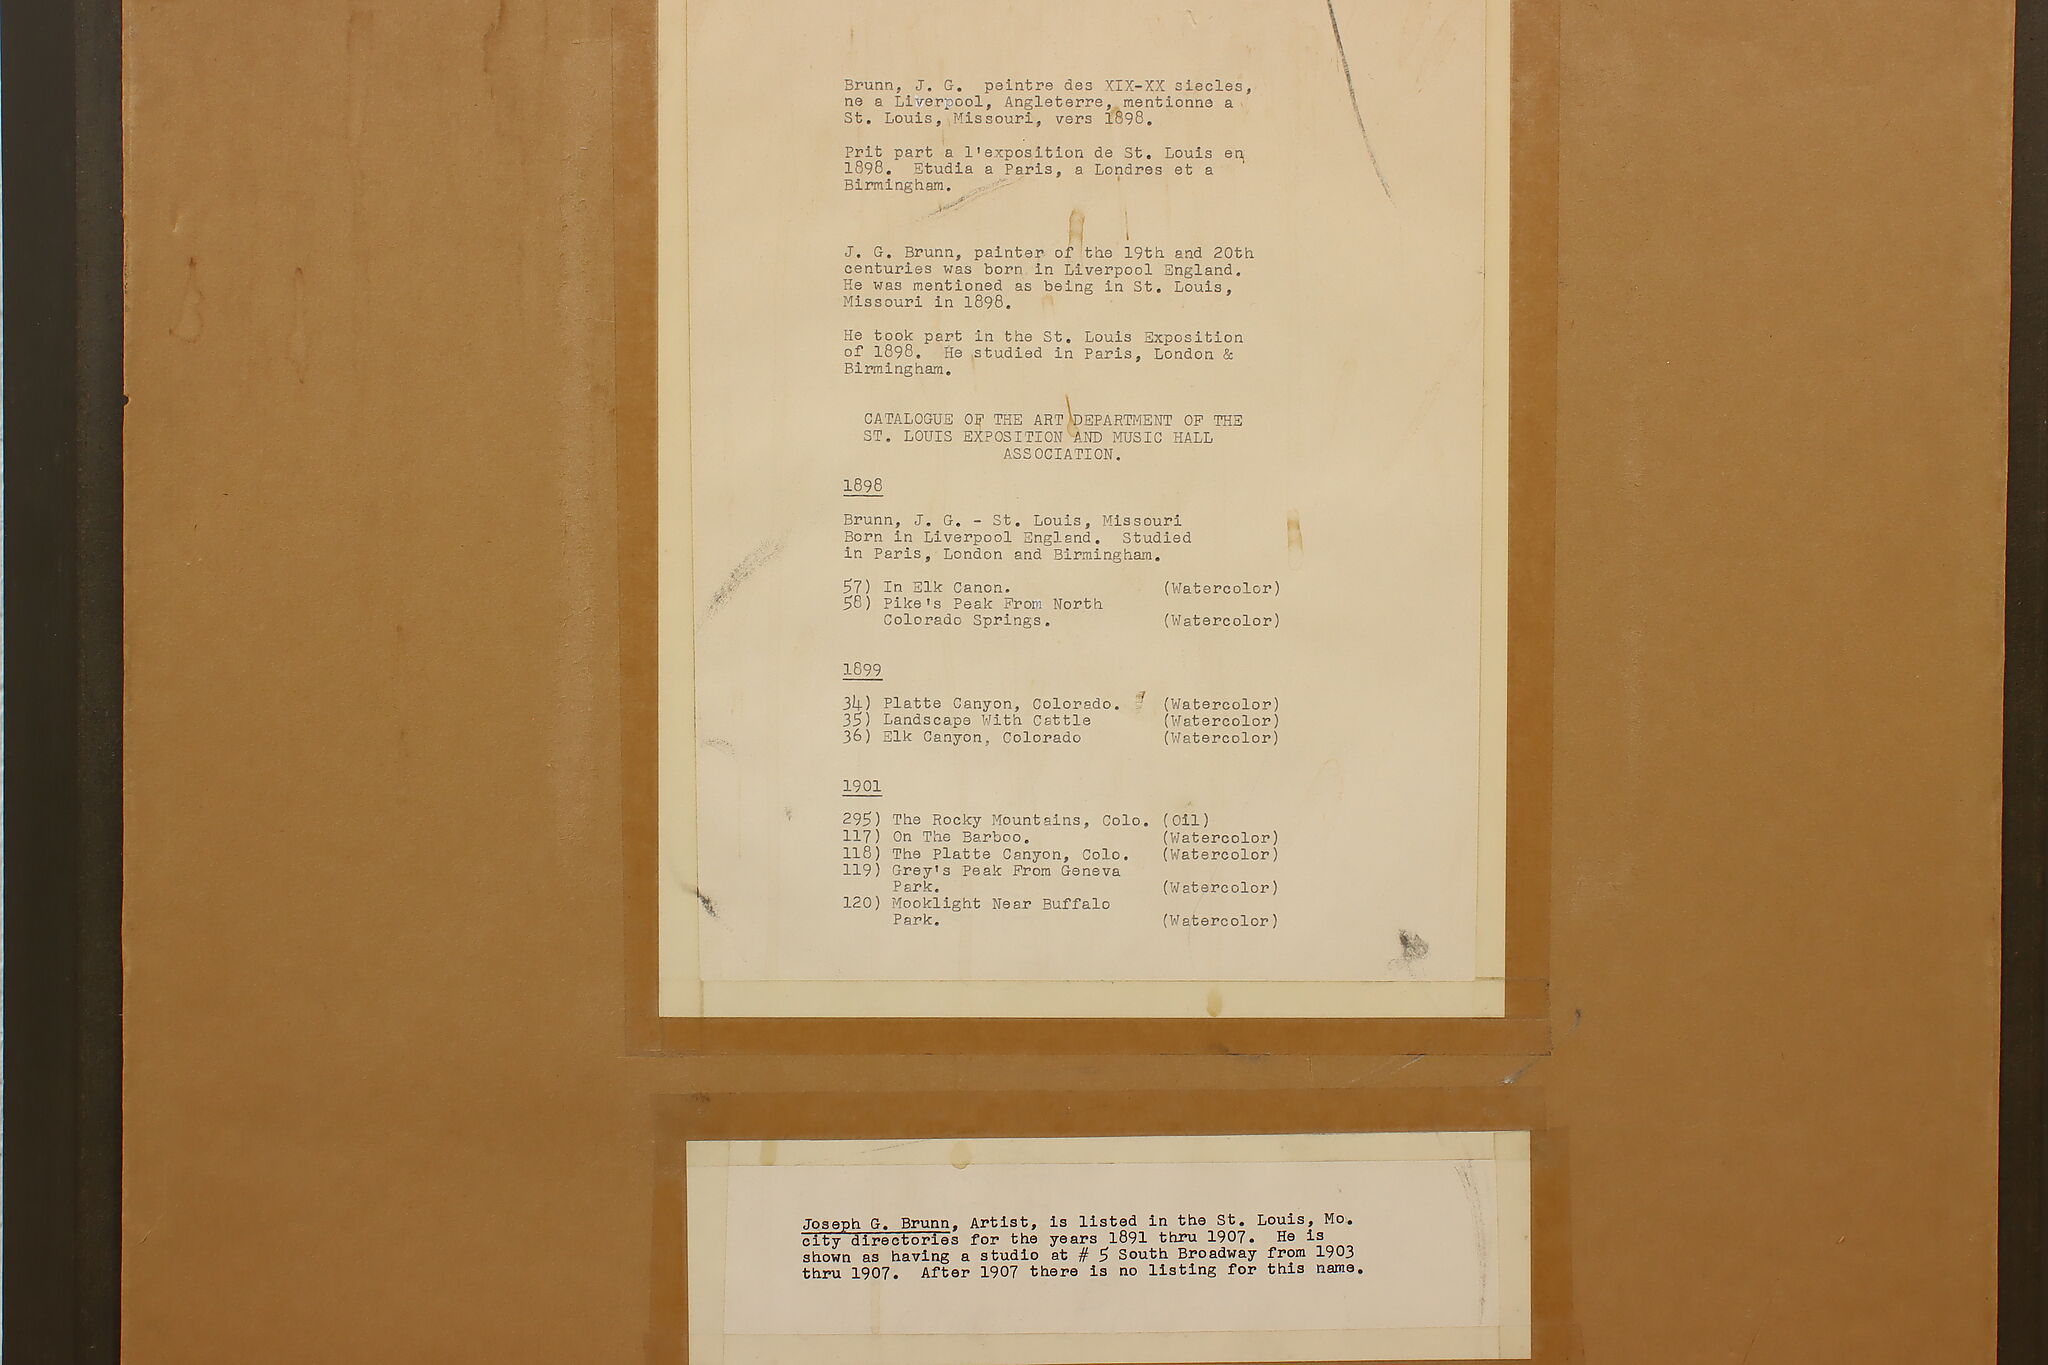 Brunn, J. G. peintre des XIX-XX siecles,
ne a Liverpool, Angleterre, mentionne a
St. Louis, Missouri, vers 1898.
Prit part a l'exposition de St. Louis en
1898. Etudia a Paris, a Londres et a
Birmingham.
J. G. Brunn, painter of the 19th and 20th
centuries was born in Liverpool England.
He was mentioned as being in St. Louis,
Missouri in 1898.
He took part in the St. Louis Exposition
of 1898. He studied in Paris, London &
Birmingham.
CATALOGUE OF THE ART DEPARTMENT OF THE
ST. LOUIS EXPOSITION AND MUSIC HALL
ASSOCIATION.
1898
Brunn, J. G. - St. Louis, Missouri
Born in Liverpool England. Studied
in Paris, London and Birmingham.
57) In Elk Canon. (Watercolor)
58) Pike's Peak From North
Colorado Springs. (Watercolor)
1899
34) Platte Canyon, Colorado. (Watercolor)
35) Landscape With Cattle (Watercolor)
36) Elk Canyon, Colorado (Watercolor)
1901
295) The Rocky Mountains, Colo. (Oil)
117) On The Barboo. (Watercolor)
118) The Platte Canyon, Colo. (Watercolor)
119) Grey's Peak From Geneva
Park. (Watercolor)
120) Mooklight Near Buffalo
Park. (Watercolor)
Joseph G. Brunn, Artist, is listed in the St. Louis, Mo.
city directories for the years 1891 thru 1907. He is
shown as having a studio at # 5 South Broadway from 1903
thru 1907. After 1907 there is no listing for this name.